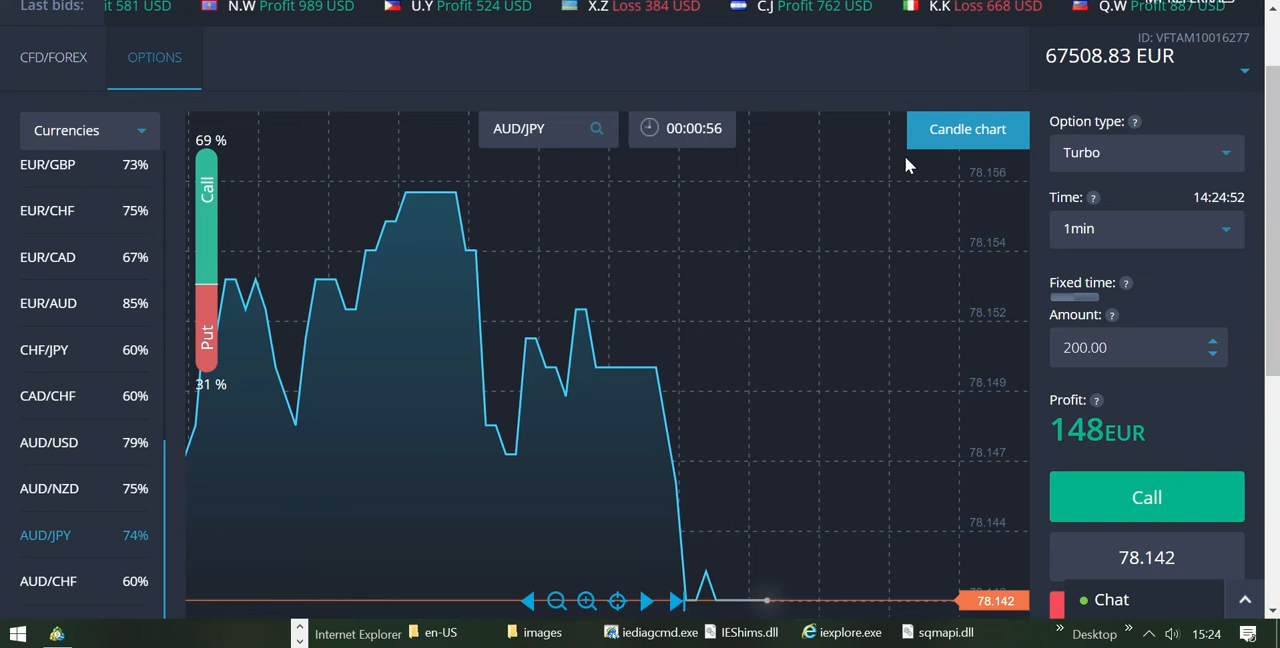 Last bids: it 581 USD N.W Profit 989 USD U.Y Profit 524 USD X.Z Loss 384 USD C.J Profit 762 USD K.K Loss 668 USD Q.W Profit 887 USD
CFD/FOREX OPTIONS
ID: VFTAM10016277
67508.83 EUR
Currencies
EUR/GBP 73%
EUR/CHF 75%
EUR/CAD 67%
EUR/AUD 85%
CHF/JPY 60%
CAD/CHF 60%
AUD/USD 79%
AUD/NZD 75%
AUD/JPY 74%
AUD/CHF 60%
69 %
Call
Put
31 %
AUD/JPY
00:00:56
Candle chart
78.156
78.154
78.152
78.149
78.147
78.144
78.142
Option type: ?
Turbo
Time: ? 14:24:52
1min
Fixed time: ?
Amount: ?
200.00
Profit: ?
148EUR
Call
78.142
Chat
Internet Explorer en-US images iediagcmd.exe IEShims.dll iexplore.exe sqmapi.dll Desktop 15:24